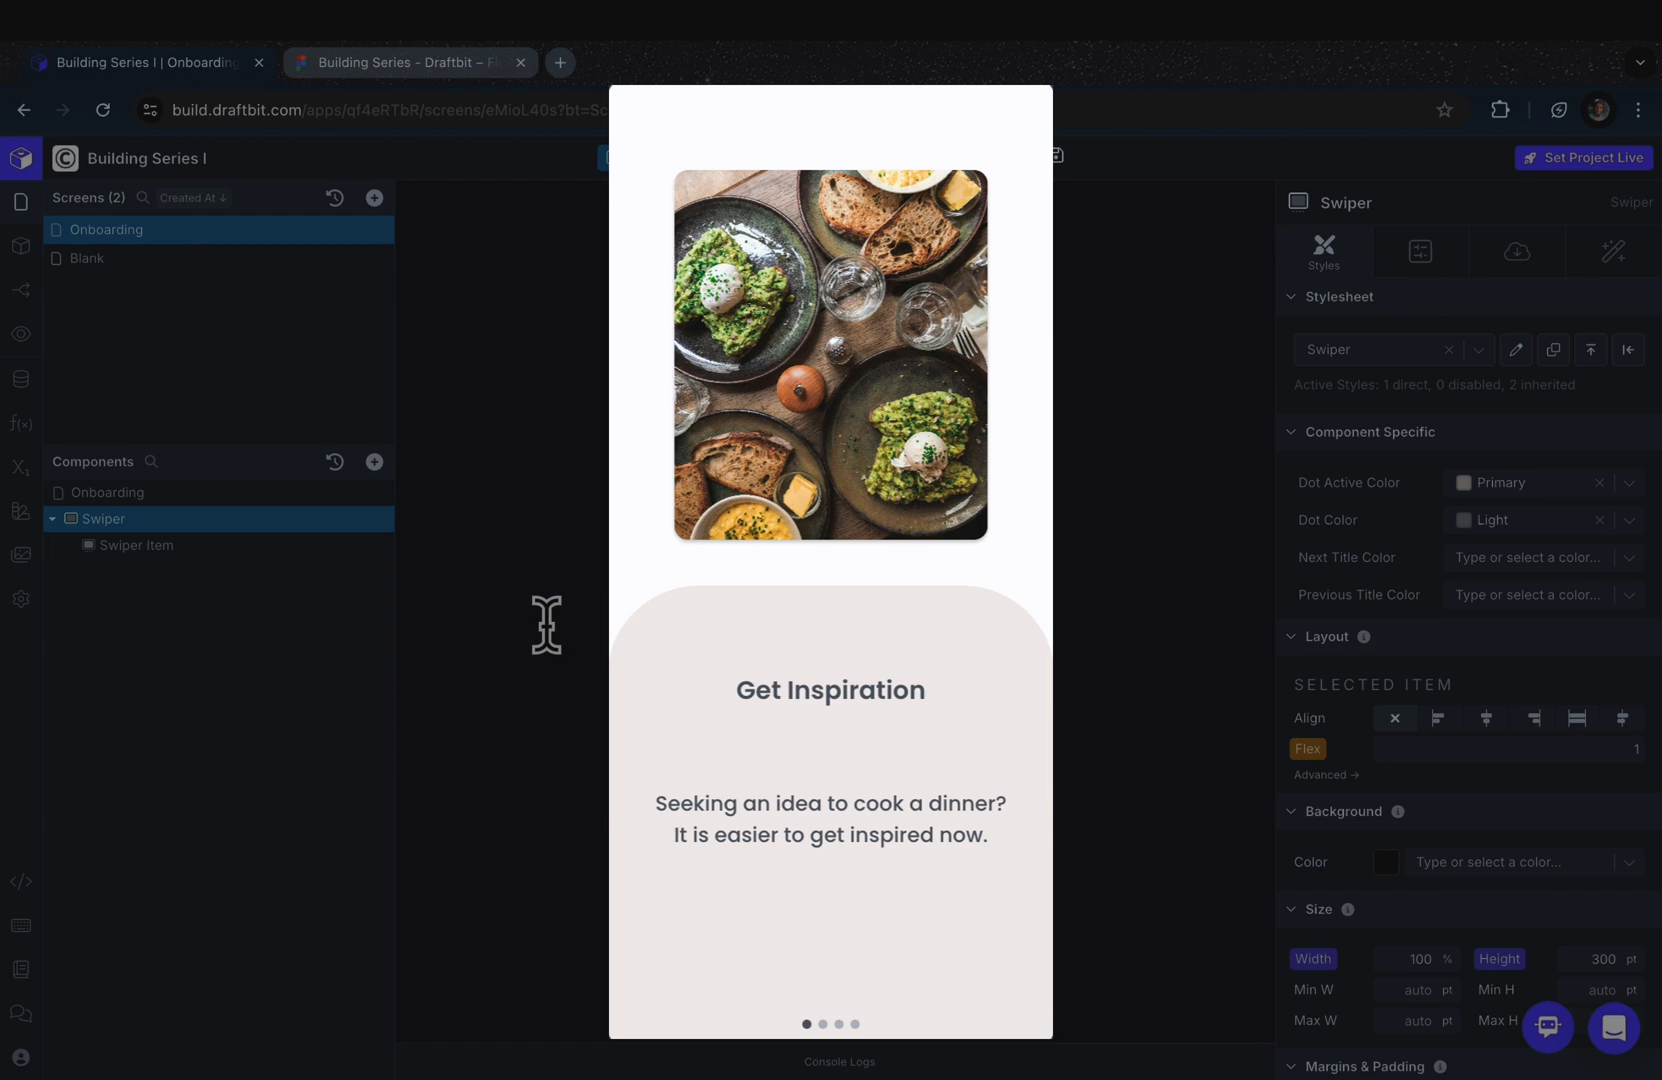 Building Series I | Onboarding
Building Series - Draftbit – Fi
build.draftbit.com/apps/qf4eRTbR/screens/eMioL40s?bt=Sc
Building Series I
Set Project Live
Screens (2)
Created At ↓
Onboarding
Blank
Components
Onboarding
Swiper
Swiper Item
f(x)
X₁
</>
Get Inspiration
Seeking an idea to cook a dinner?
It is easier to get inspired now.
Console Logs
Swiper
Swiper
Styles
Stylesheet
Swiper
Active Styles: 1 direct, 0 disabled, 2 inherited
Component Specific
Dot Active Color Primary
Dot Color Light
Next Title Color Type or select a color...
Previous Title Color Type or select a color...
Layout
SELECTED ITEM
Align
Flex 1
Advanced →
Background
Color Type or select a color...
Size
Width 100 % Height 300 pt
Min W auto pt Min H auto pt
Max W auto pt Max H
Margins & Padding